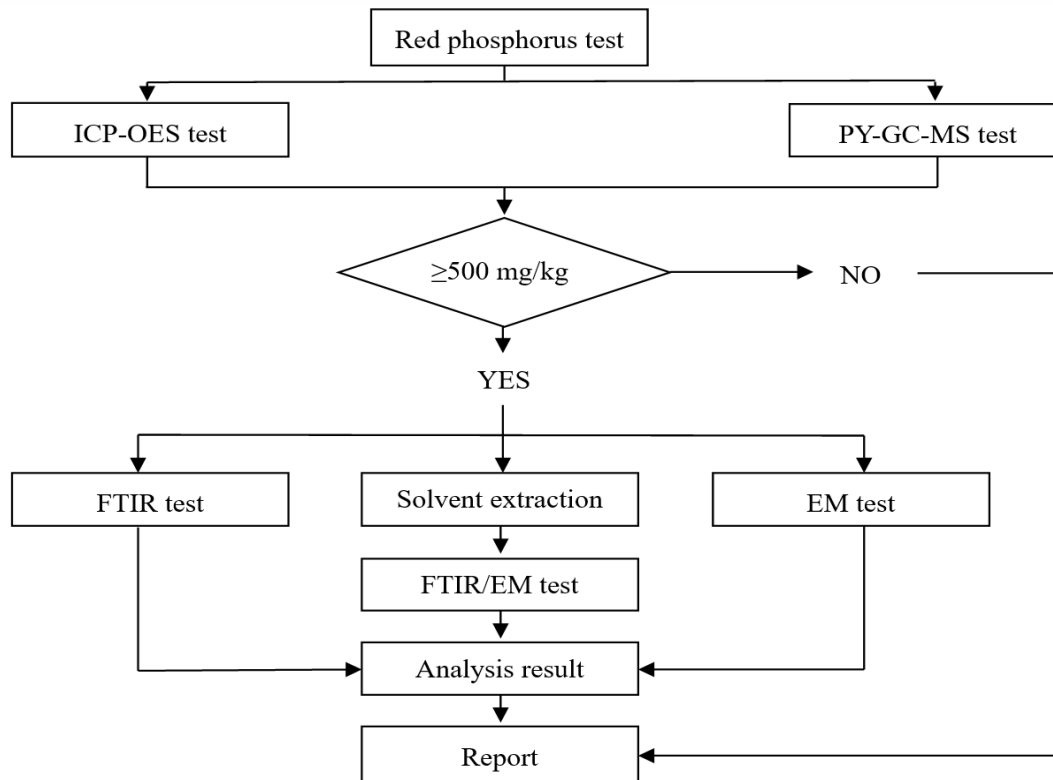 Red phosphorus test
ICP-OES test
PY-GC-MS test
≥500 mg/kg
NO
YES
FTIR test
Solvent extraction
EM test
FTIR/EM test
Analysis result
Report